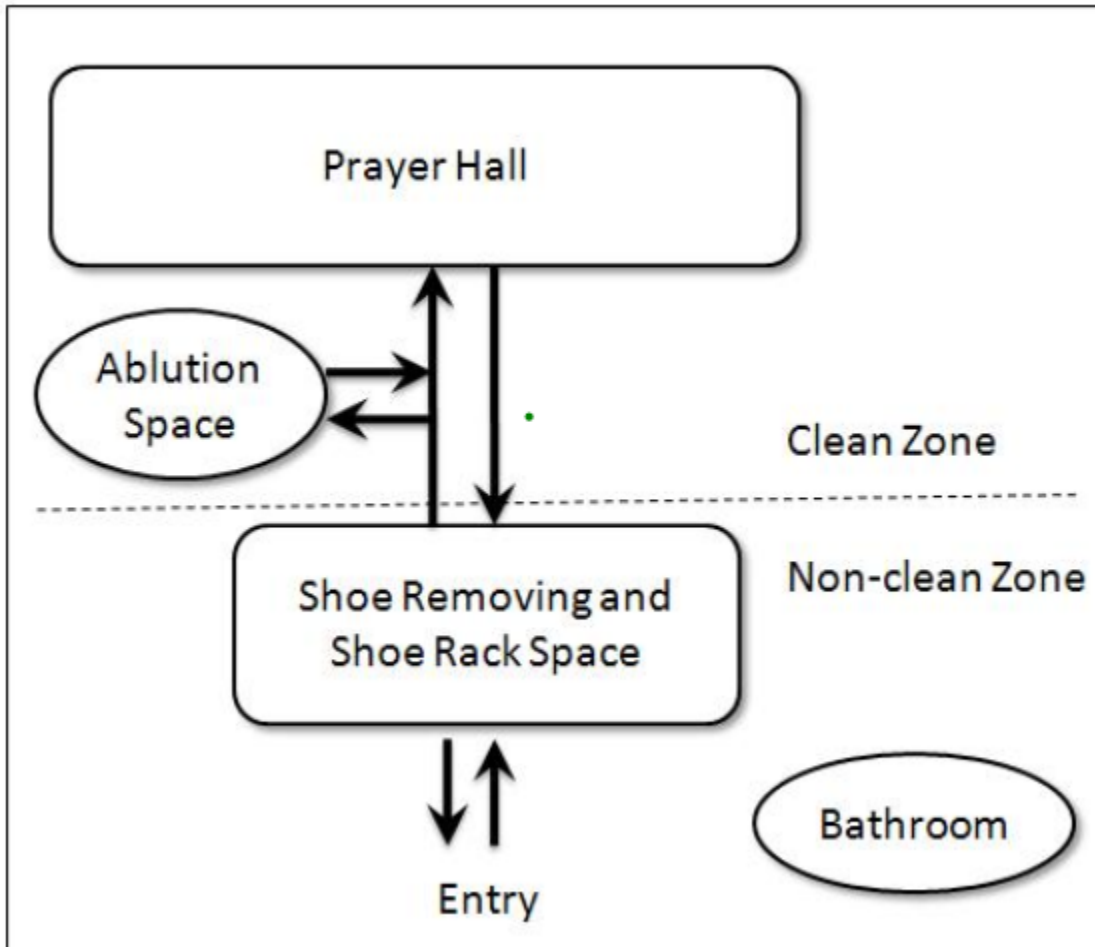 Prayer Hall
Ablution
Space
Clean Zone
Non-clean Zone
Shoe Removing and
Shoe Rack Space
Bathroom
Entry